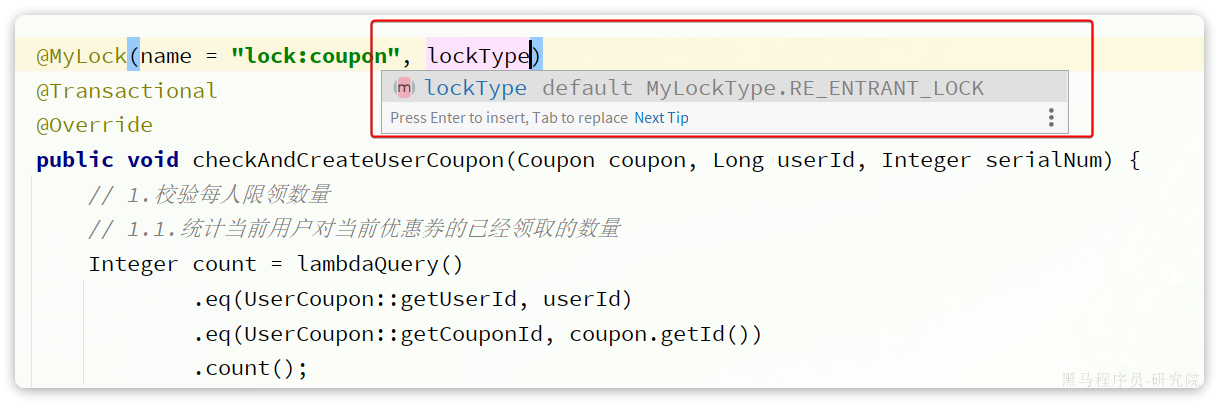 @MyLock(name = "lock:coupon", lockType)
lockType default MyLockType.RE_ENTRANT_LOCK
Press Enter to insert, Tab to replace Next Tip
@Transactional
@Override
public void checkAndCreateUserCoupon(Coupon coupon, Long userId, Integer serialNum) {
// 1.校验每人限领数量
// 1.1.统计当前用户对当前优惠券的已经领取的数量
Integer count = lambdaQuery()
.eq(UserCoupon::getUserId, userId)
.eq(UserCoupon::getCouponId, coupon.getId())
.count();
黑马程序员-研究院